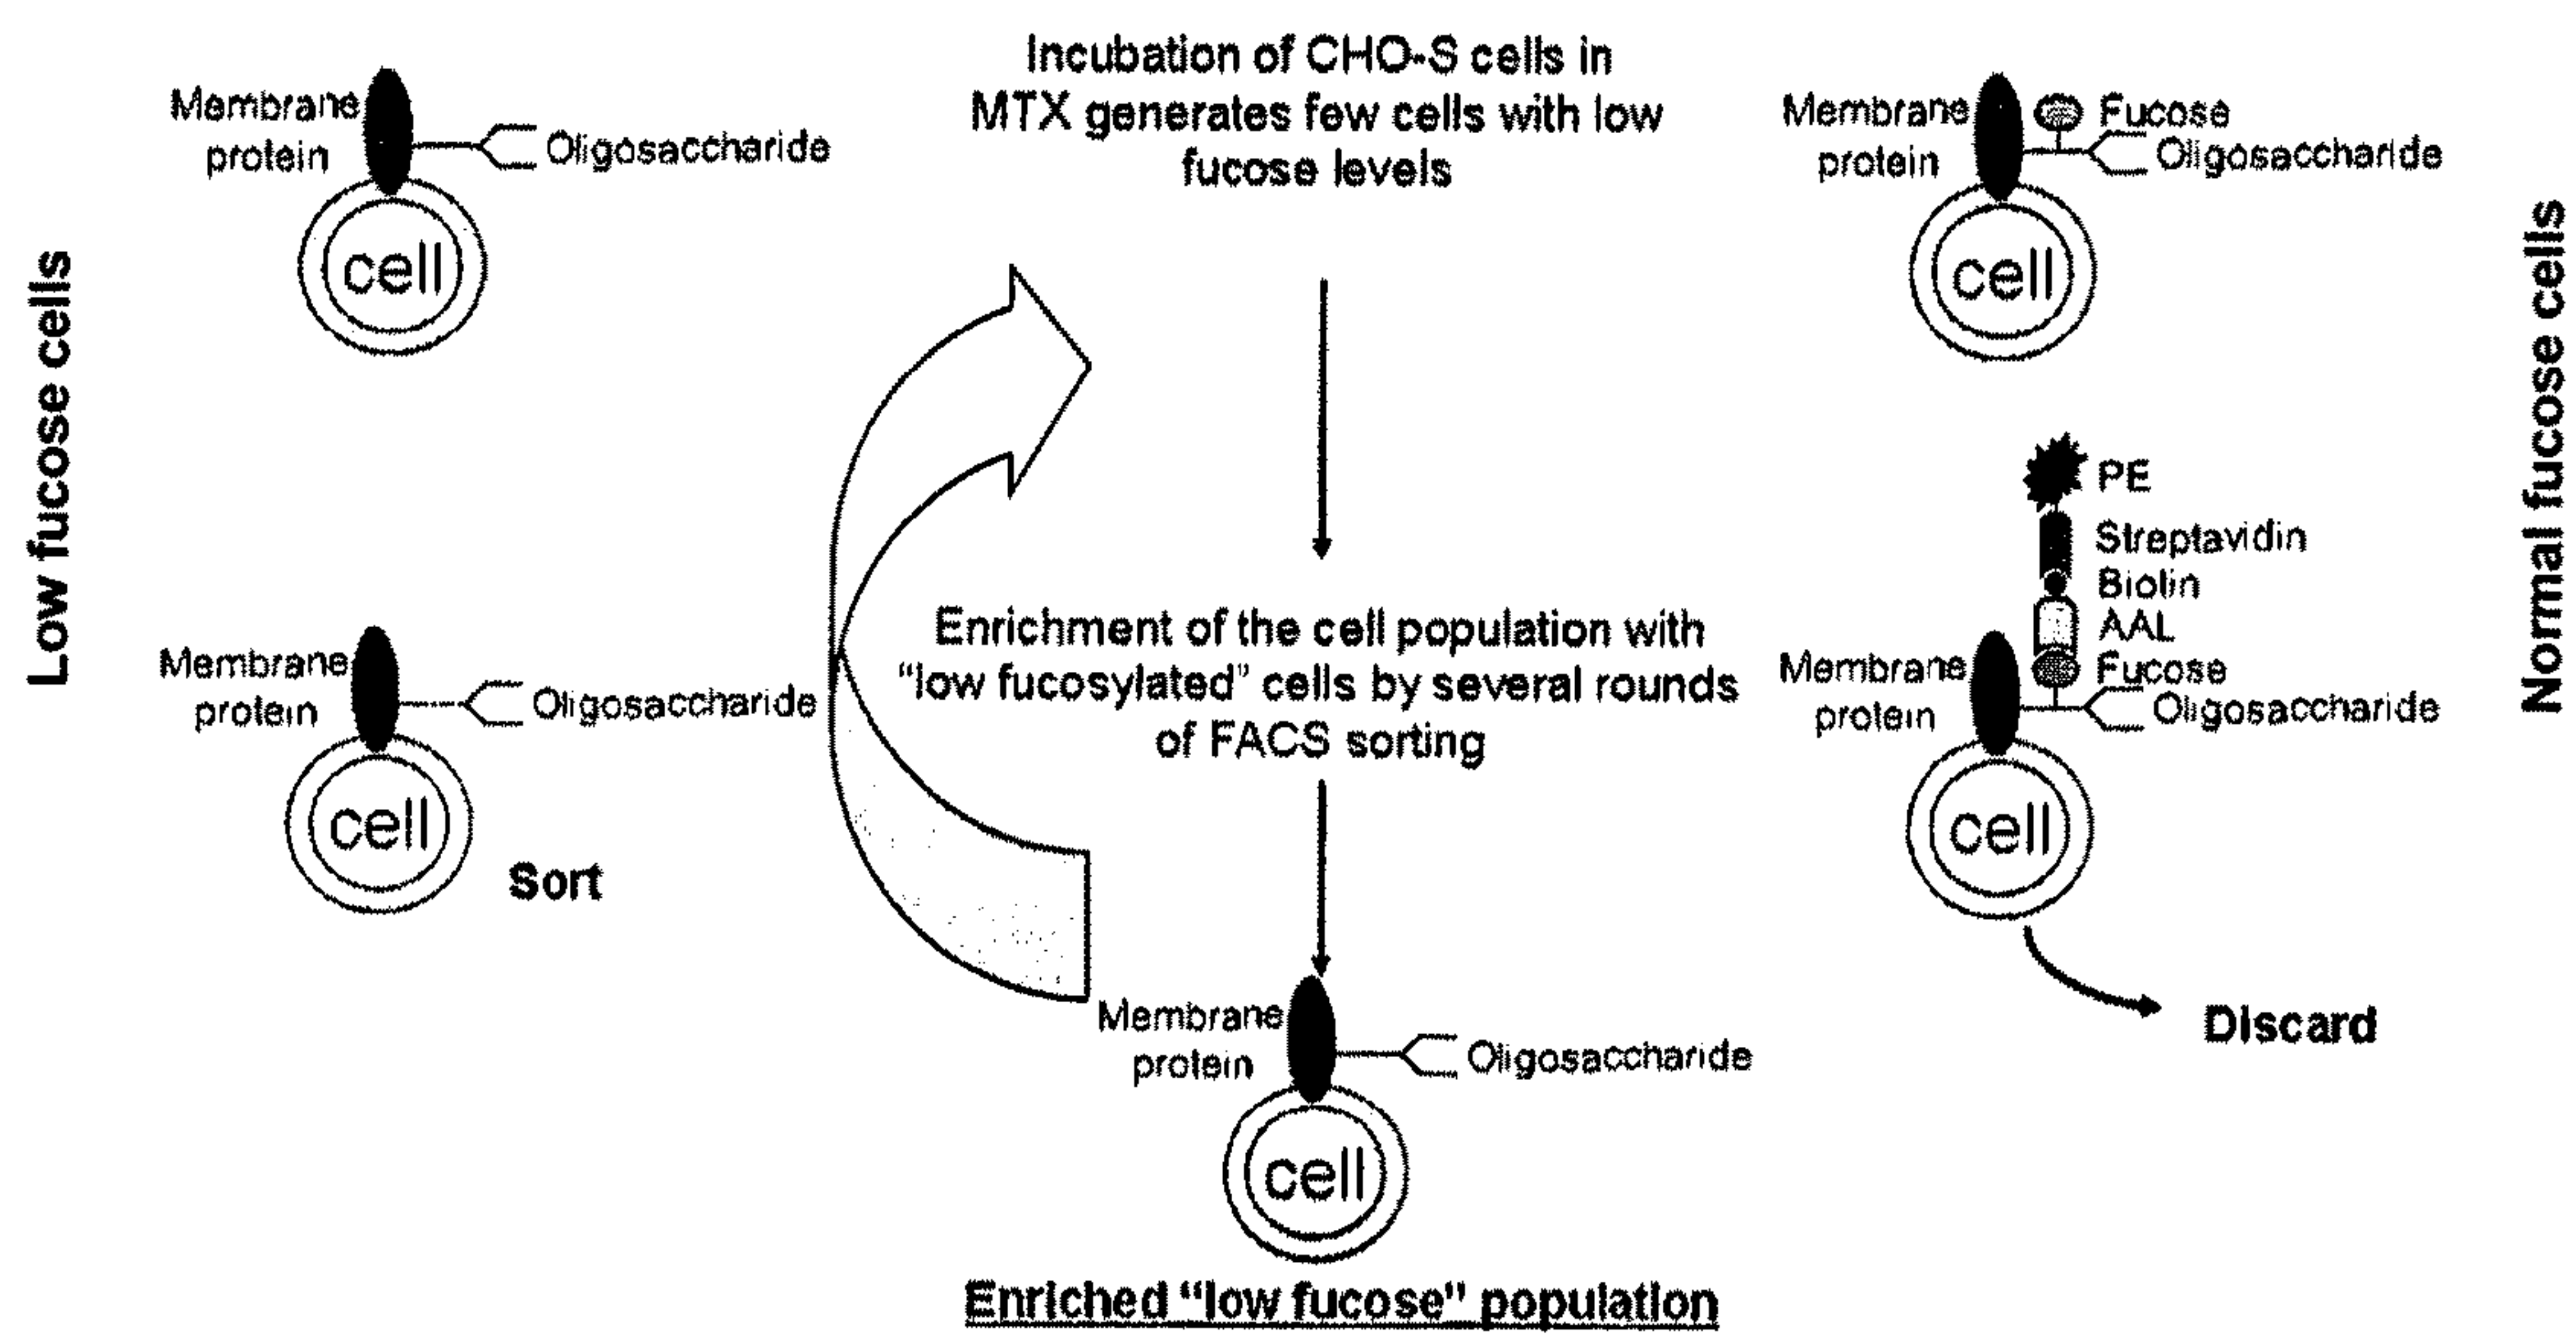 Incubation of CHO-S cells in
MTX generates few cells with low
fucose levels
Membrane
protein
Oligosaccharide
cell
Low fucose cells
Membrane
protein
Fucose
Oligosaccharide
cell
Normal fucose cells
Membrane
protein
Oligosaccharide
cell
Sort
Enrichment of the cell population with
“low fucosylated” cells by several rounds
of FACS sorting
PE
Streptavidin
Biotin
AAL
Fucose
Membrane
protein
Oligosaccharide
cell
Discard
Membrane
protein
Oligosaccharide
cell
Enriched “low fucose” population